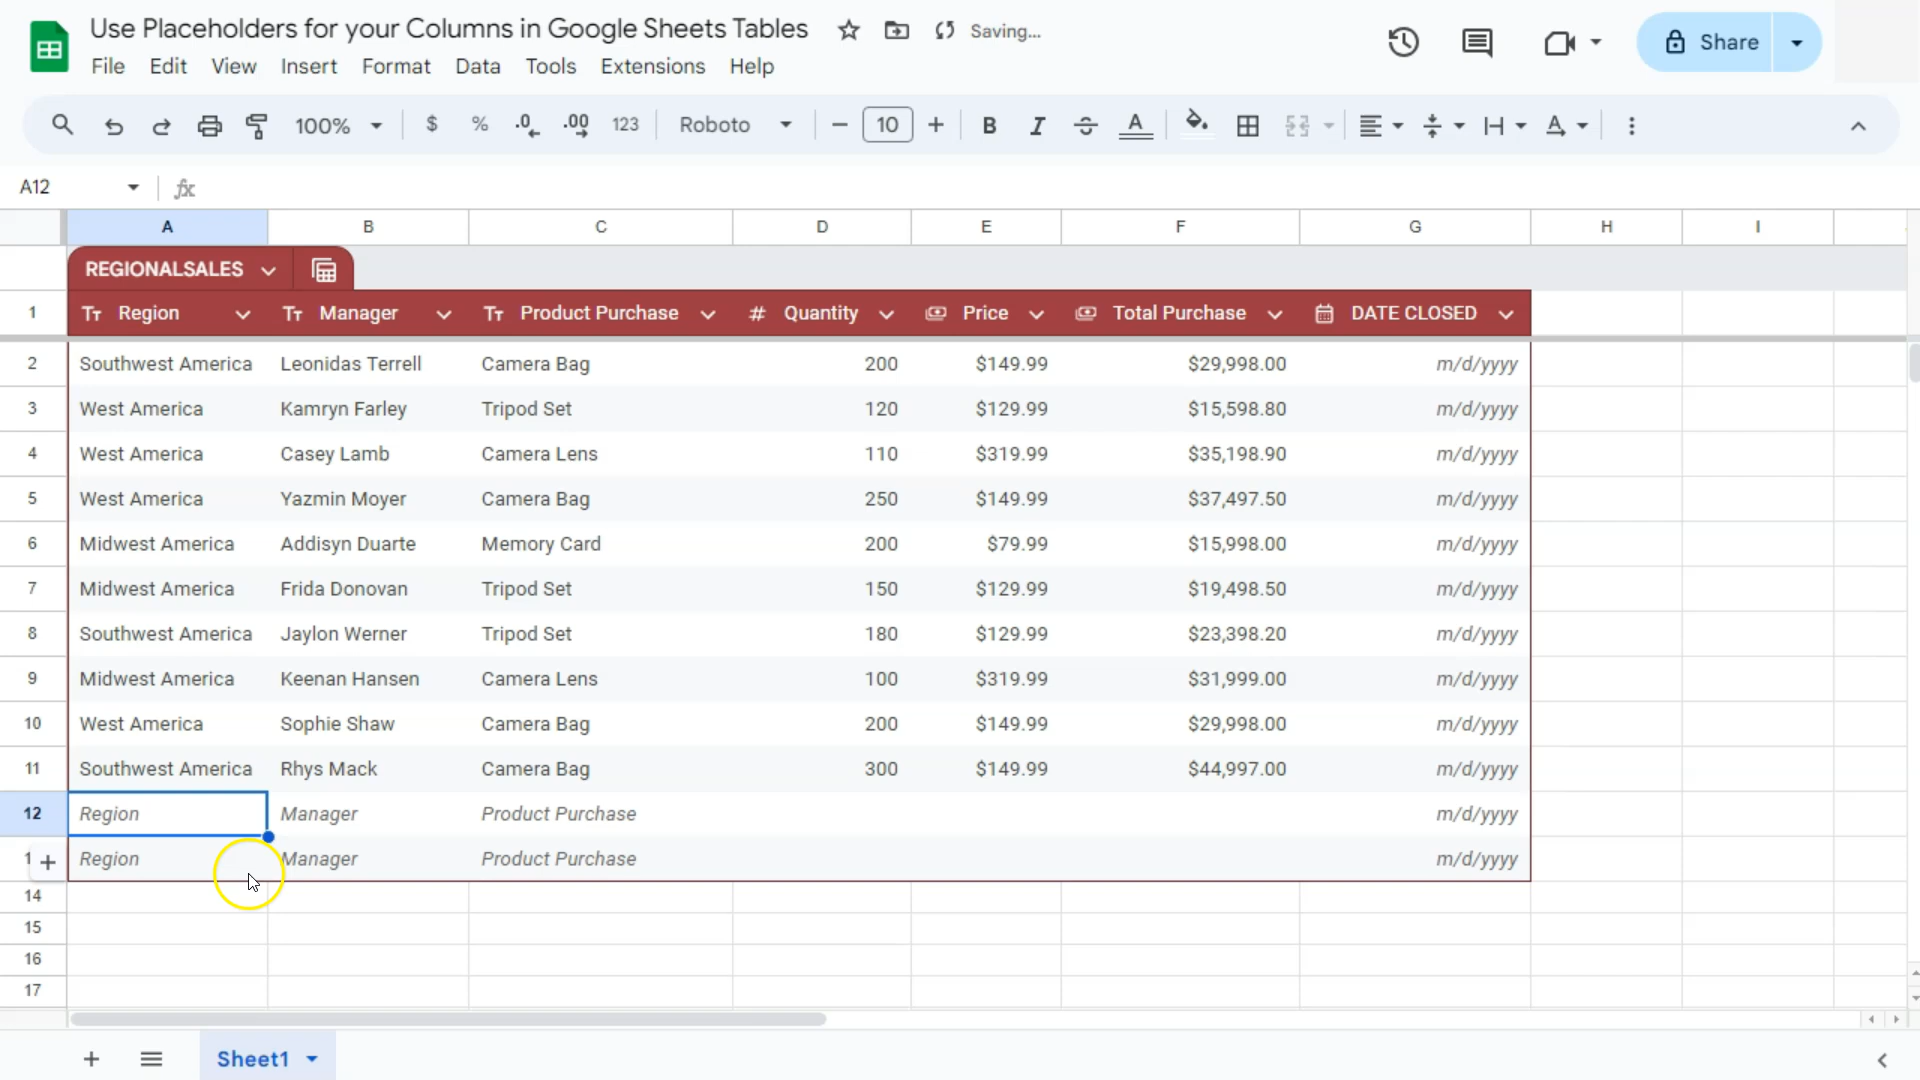 Use Placeholders for your Columns in Google Sheets Tables Saving...
File Edit View Insert Format Data Tools Extensions Help
Share
100% $ % .0 .00 123 Roboto 10 B I S A A
A12 fx
A B C D E F G H I
REGIONALSALES
1 Tт Region Tт Manager Tт Product Purchase # Quantity Price Total Purchase DATE CLOSED
2 Southwest America Leonidas Terrell Camera Bag 200 $149.99 $29,998.00 m/d/yyyy
3 West America Kamryn Farley Tripod Set 120 $129.99 $15,598.80 m/d/yyyy
4 West America Casey Lamb Camera Lens 110 $319.99 $35,198.90 m/d/yyyy
5 West America Yazmin Moyer Camera Bag 250 $149.99 $37,497.50 m/d/yyyy
6 Midwest America Addisyn Duarte Memory Card 200 $79.99 $15,998.00 m/d/yyyy
7 Midwest America Frida Donovan Tripod Set 150 $129.99 $19,498.50 m/d/yyyy
8 Southwest America Jaylon Werner Tripod Set 180 $129.99 $23,398.20 m/d/yyyy
9 Midwest America Keenan Hansen Camera Lens 100 $319.99 $31,999.00 m/d/yyyy
10 West America Sophie Shaw Camera Bag 200 $149.99 $29,998.00 m/d/yyyy
11 Southwest America Rhys Mack Camera Bag 300 $149.99 $44,997.00 m/d/yyyy
12 Region Manager Product Purchase m/d/yyyy
1 + Region Manager Product Purchase m/d/yyyy
14
15
16
17
+ Sheet1